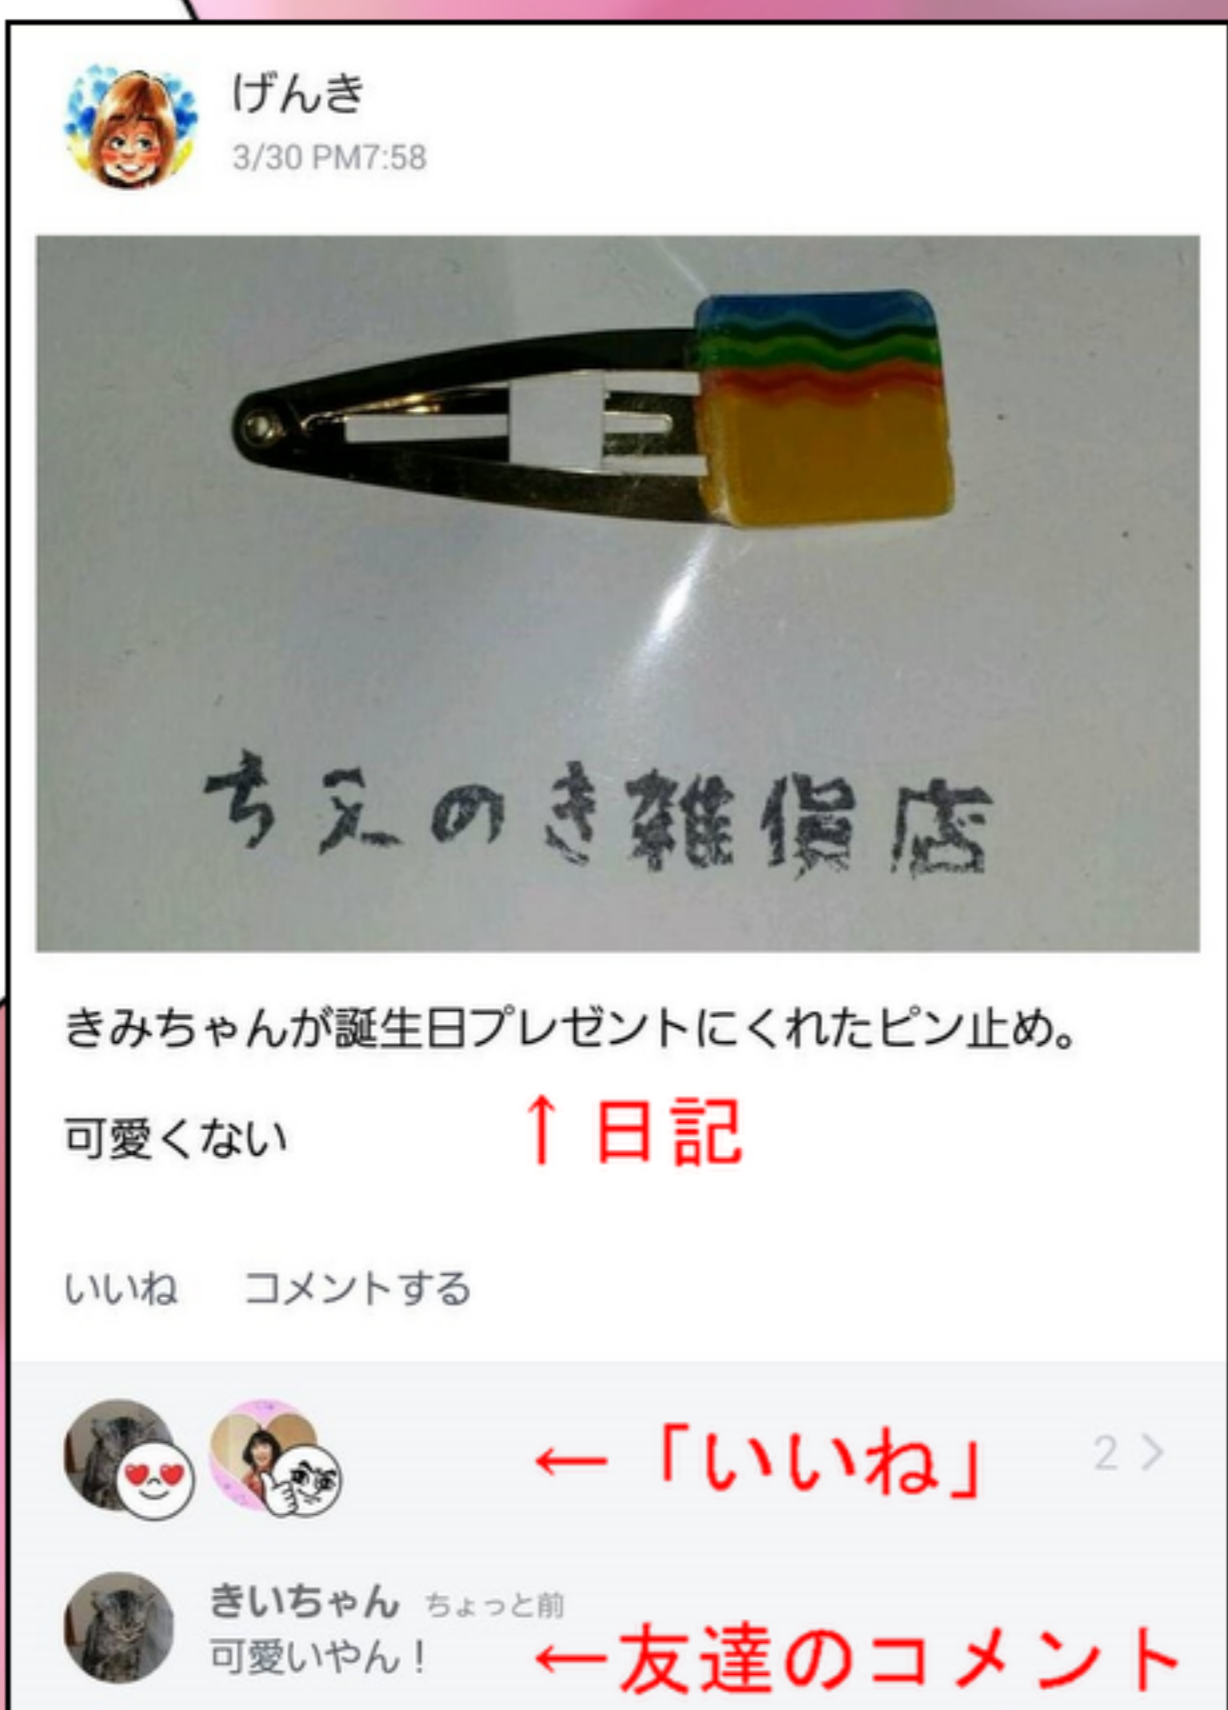 げんき
3/30 PM7:58
ちえのき雑貨店
きみちゃんが誕生日プレゼントにくれたピン止め。
可愛くない
↑日記
いいね コメントする
←「いいね」 2 >
きいちゃん ちょっと前
可愛いやん！
←友達のコメント